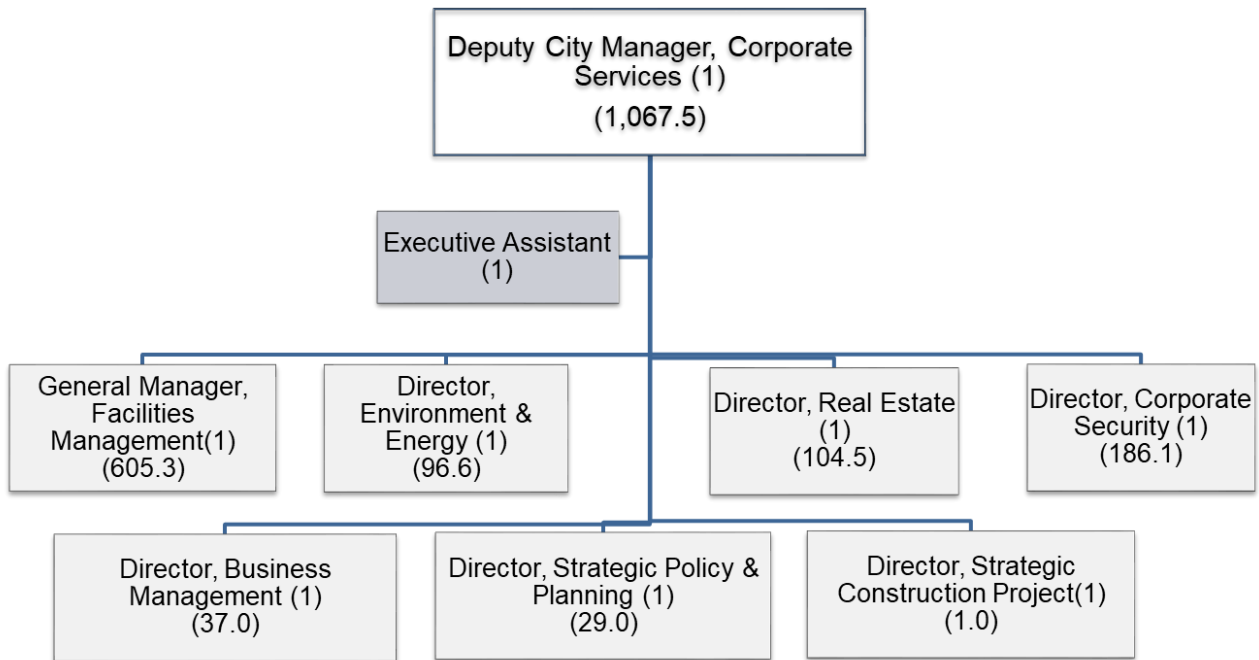 Deputy City Manager, Corporate
Services (1)
(1,067.5)
Executive Assistant
(1)
General Manager,
Facilities
Management(1)
(605.3)
Director,
Environment &
Energy (1)
(96.6)
Director, Real Estate
(1)
(104.5)
Director, Corporate
Security (1)
(186.1)
Director, Business
Management (1)
(37.0)
Director, Strategic Policy &
Planning (1)
(29.0)
Director, Strategic
Construction Project(1)
(1.0)